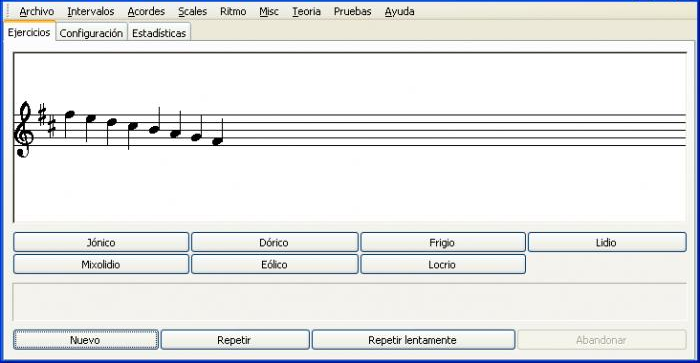 Archivo Intervalos Acordes Scales Ritmo Misc Teoria Pruebas Ayuda
Ejercicios Configuración Estadísticas
Jónico Dórico Frigio Lidio
Mixolidio Eólico Locrio
Nuevo Repetir Repetir lentamente Abandonar